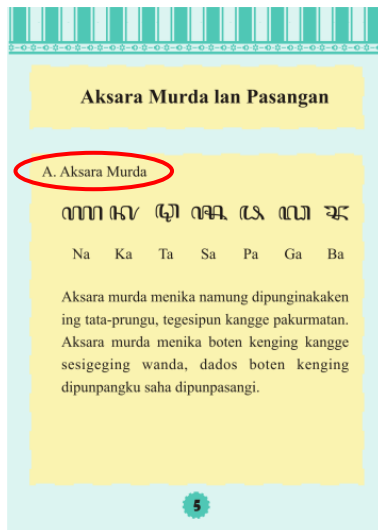 Aksara Murda lan Pasangan
A. Aksara Murda
ꦟ ꦑ ꦡ ꦯ ꦦ ꦓ ꦨ
Na Ka Ta Sa Pa Ga Ba
Aksara murda menika namung dipunginakaken
ing tata-prungu, tegesipun kangge pakurmatan.
Aksara murda menika boten kenging kangge
sesigeging wanda, dados boten kenging
dipunpangku saha dipunpasangi.
5